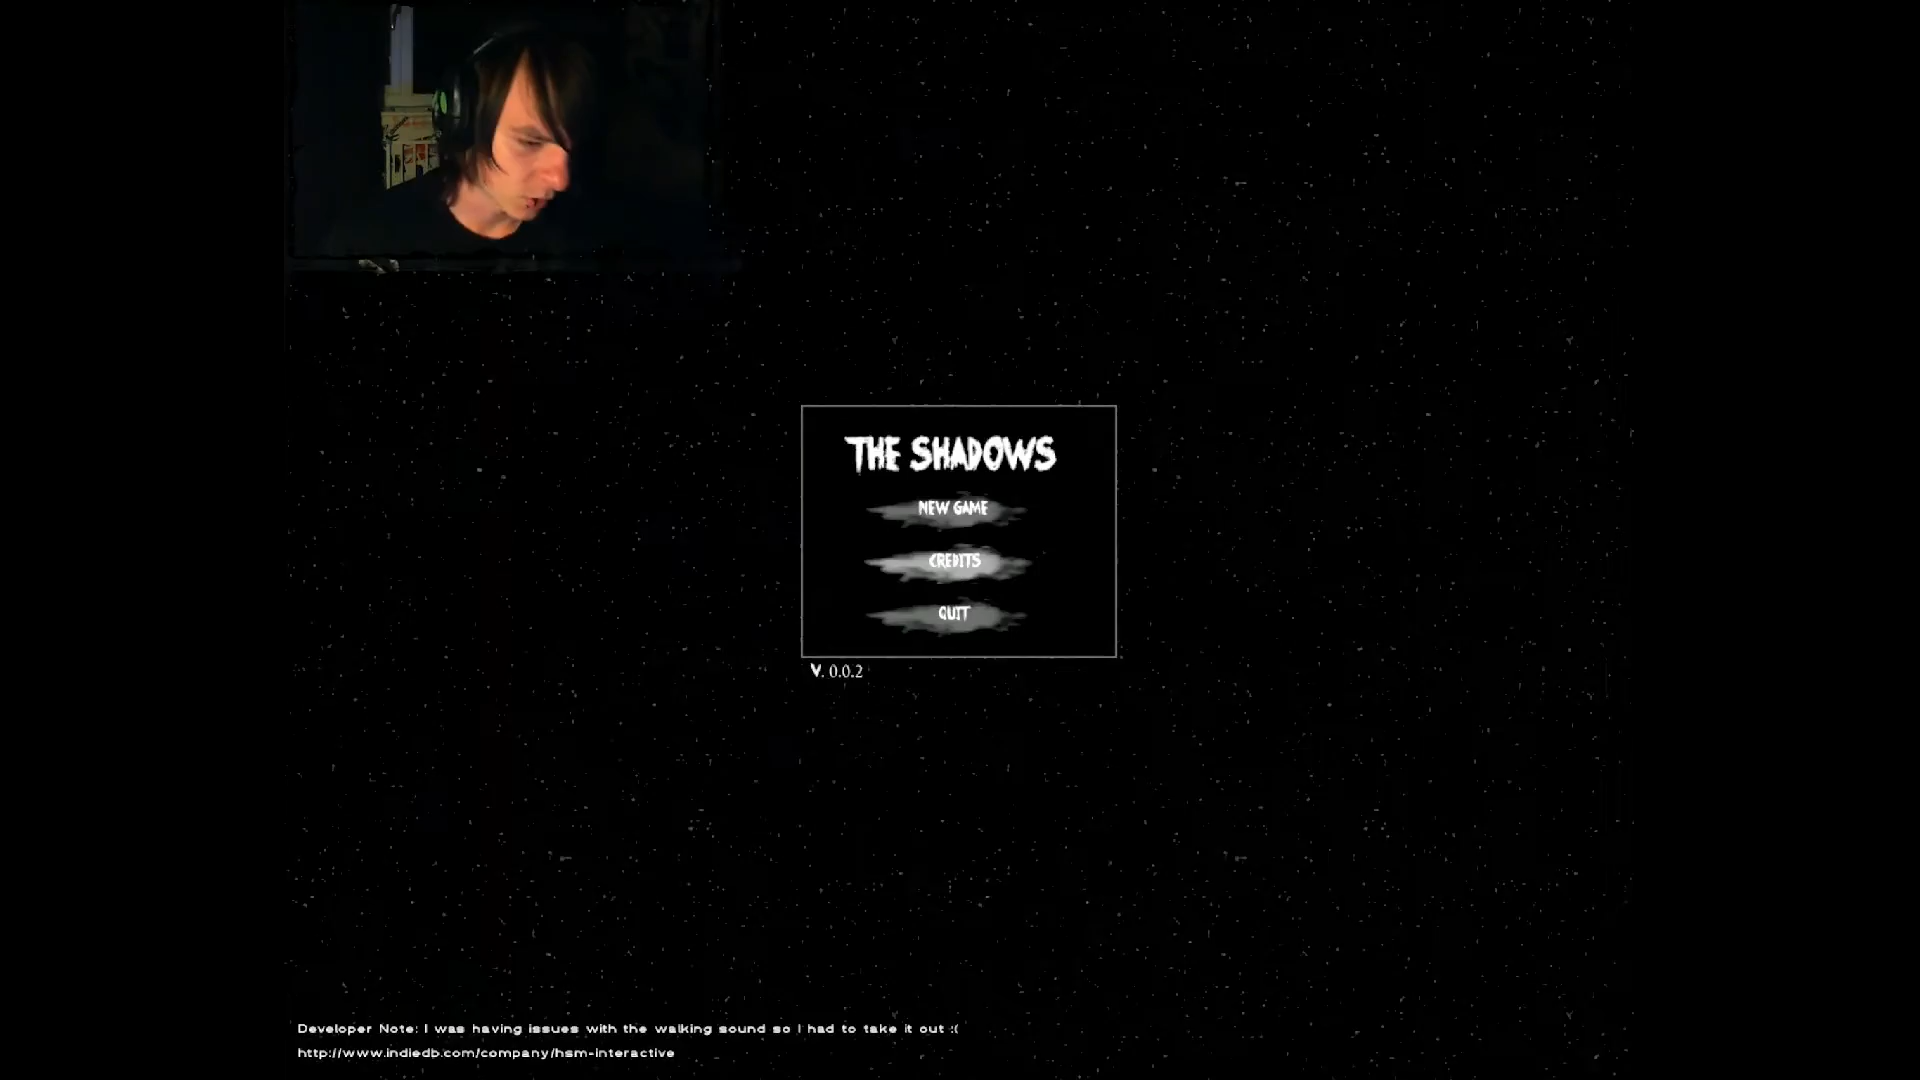 THE SHADOWS
NEW GAME
CREDITS
QUIT
V. 0.0.2
Developer Note: I was having issues with the walking sound so I had to take it out :(
http://www.indiedb.com/company/hsm-interactive